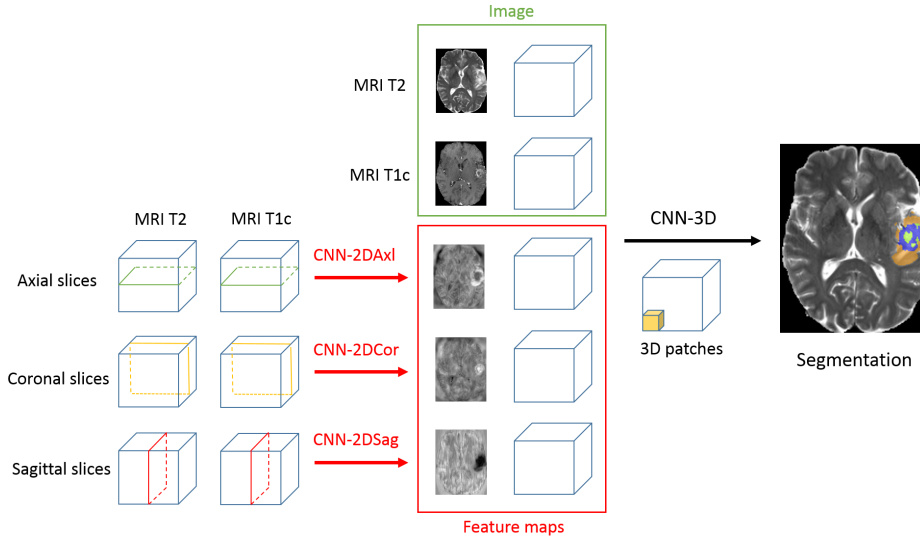 Image
MRI T2
MRI T1c
MRI T2
MRI T1c
CNN-3D
CNN-2DAxl
Axial slices
CNN-2DCor
3D patches
Segmentation
Coronal slices
CNN-2DSag
Sagittal slices
Feature maps